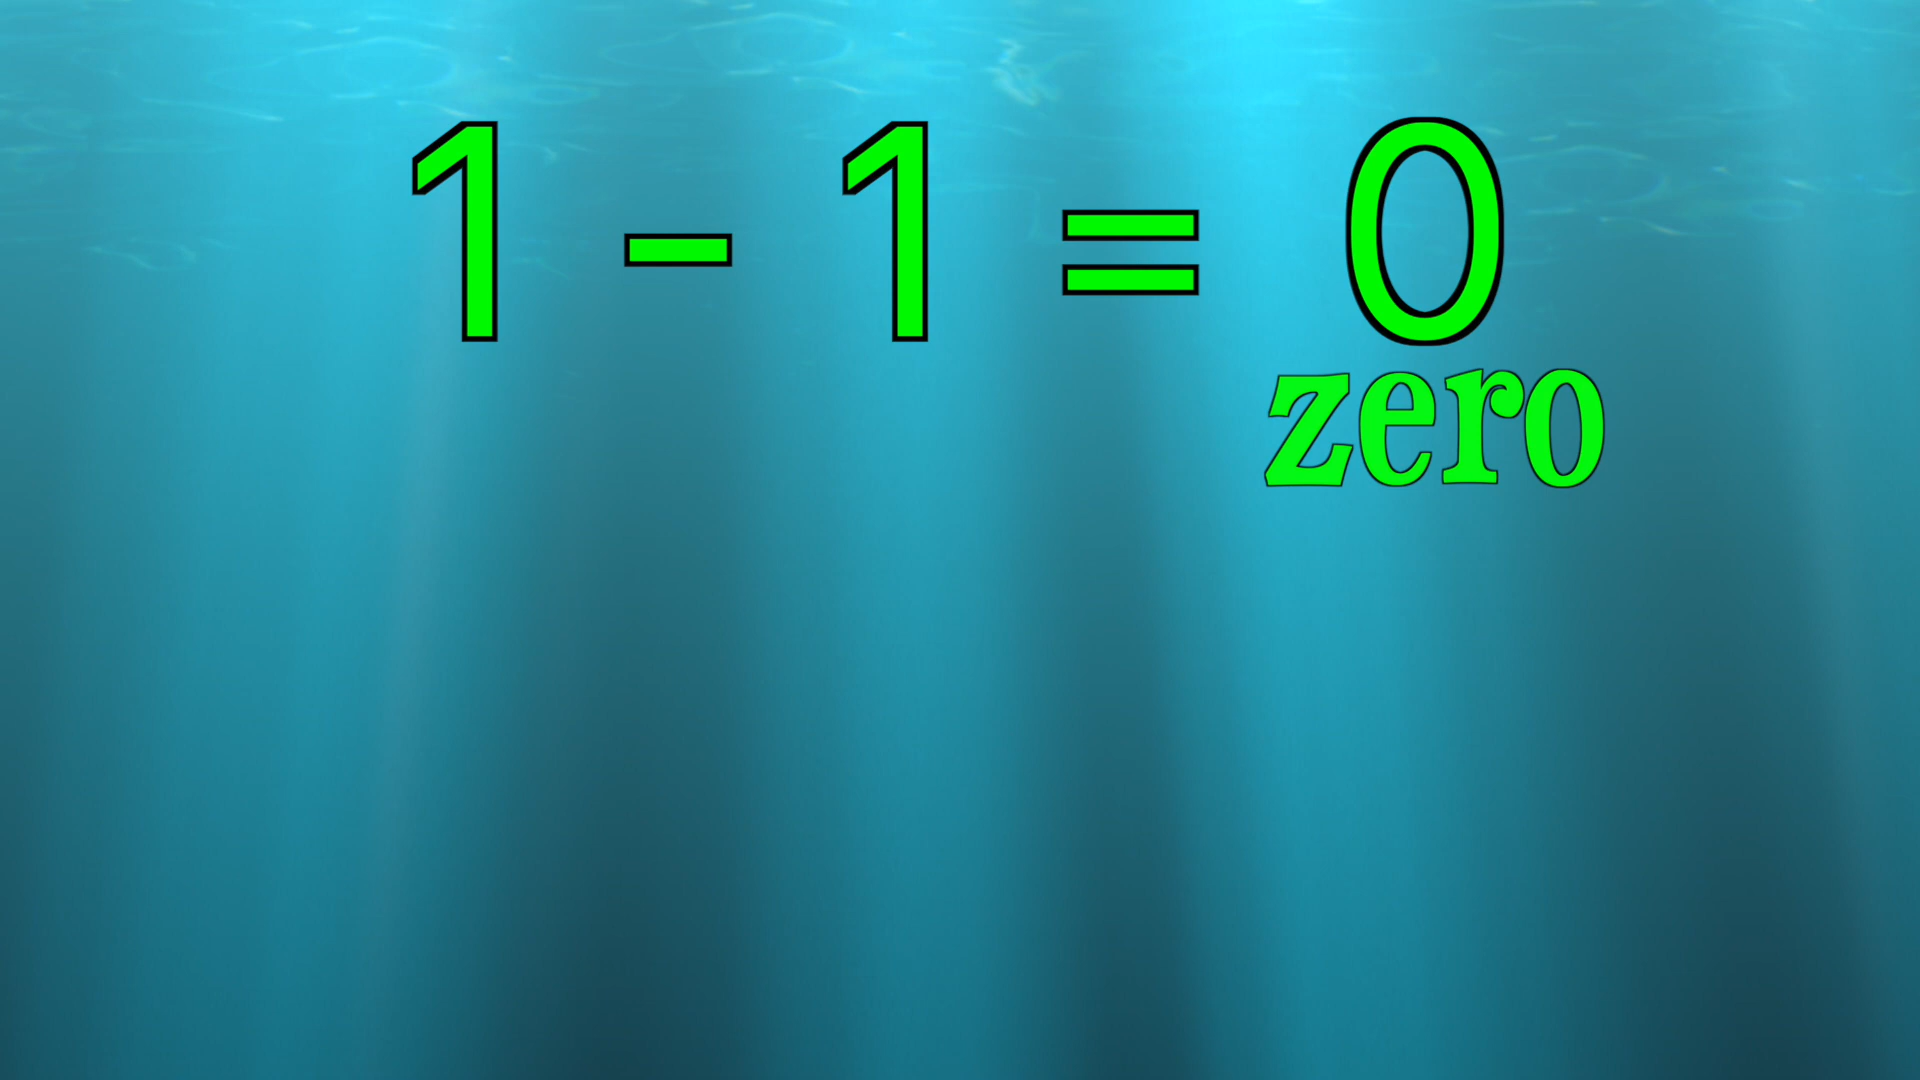 1 - 1 = 0
zero